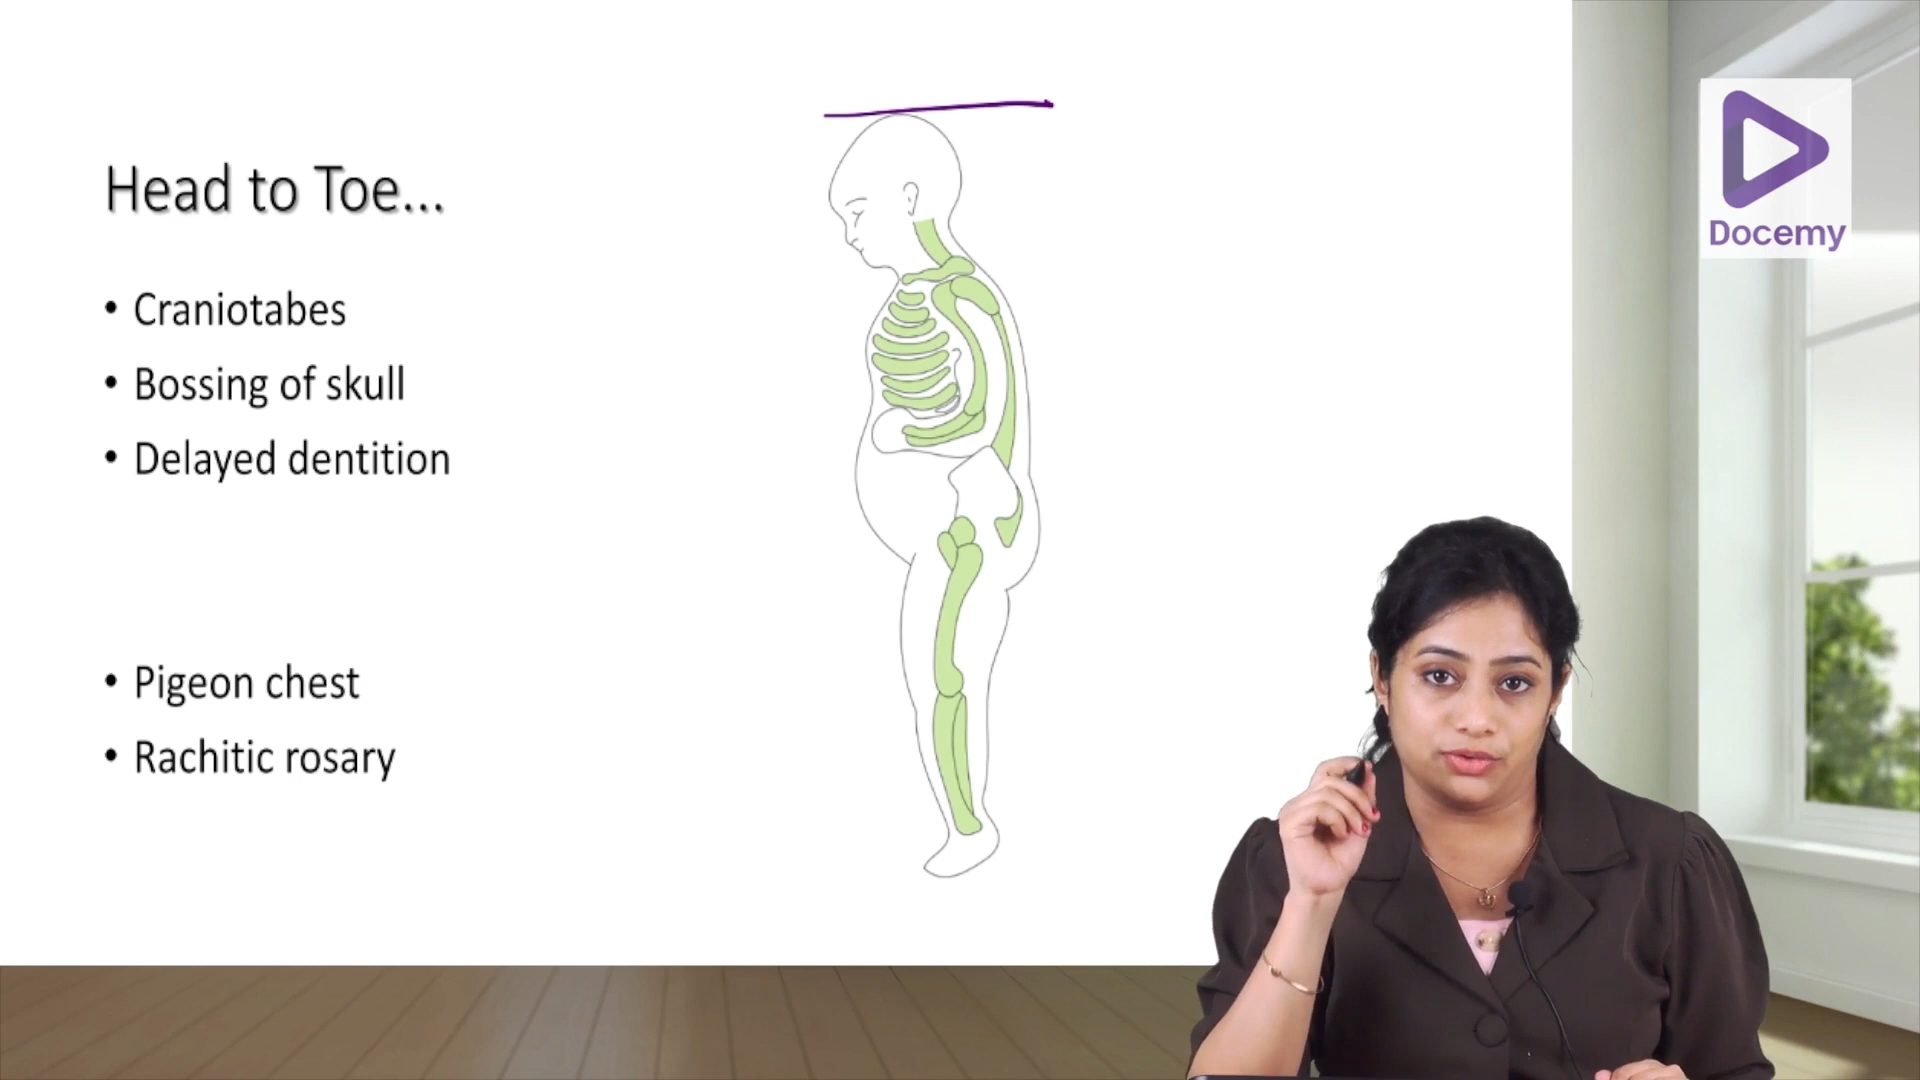 Head to Toe...
• Craniotabes
• Bossing of skull
• Delayed dentition
• Pigeon chest
• Rachitic rosary
Docemy